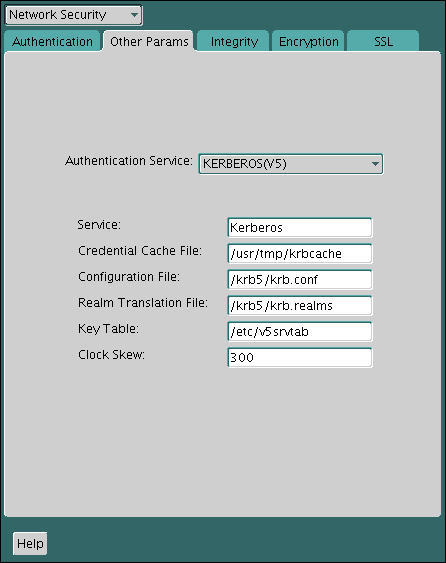 Network Security
Authentication Other Params Integrity Encryption SSL
Authentication Service: KERBEROS(V5)
Service: Kerberos
Credential Cache File: /usr/tmp/krbcache
Configuration File: /krb5/krb.conf
Realm Translation File: /krb5/krb.realms
Key Table: /etc/v5srvtab
Clock Skew: 300
Help